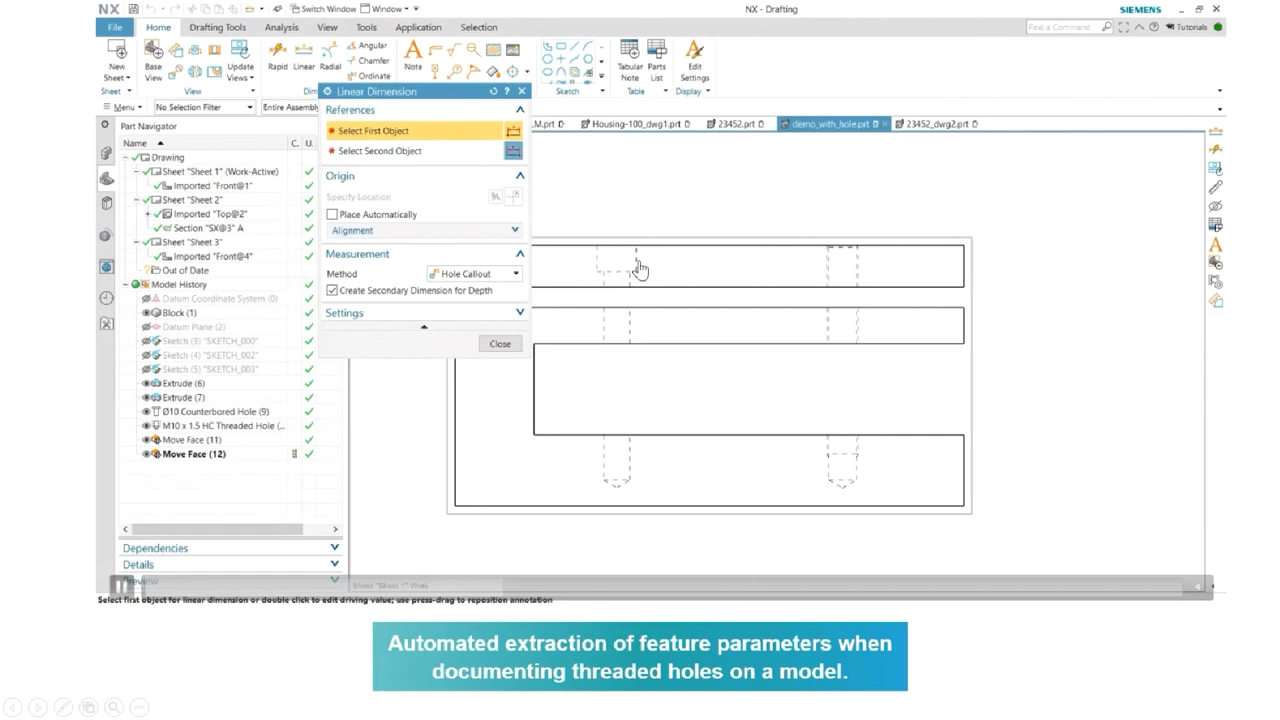 NX
Switch Window
Window
NX - Drafting
SIEMENS
File
Home
Drafting Tools
Analysis
View
Tools
Application
Selection
Find a Command
Tutorials
New Sheet
Base View
Update Views
Rapid
Linear
Radial
Angular
Chamfer
Ordinate
Note
Tabular Note
Parts List
Edit Settings
Sheet
View
Sketch
Table
Display
Menu
No Selection Filter
Entire Assembly
Linear Dimension
References
* Select First Object
* Select Second Object
Origin
Specify Location
Place Automatically
Alignment
Measurement
Method
Hole Callout
Create Secondary Dimension for Depth
Settings
Close
Housing-100_dwg1.prt
23452.prt
demo_with_hole.prt
23452_dwg2.prt
Part Navigator
Name
C.
U.
Drawing
Sheet "Sheet 1" (Work-Active)
Imported "Front@1"
Sheet "Sheet 2"
Imported "Top@2"
Section "SX@3" A
Sheet "Sheet 3"
Imported "Front@4"
Out of Date
Model History
Datum Coordinate System (0)
Block (1)
Datum Plane (2)
Sketch (3) "SKETCH_000"
Sketch (4) "SKETCH_002"
Sketch (5) "SKETCH_003"
Extrude (6)
Extrude (7)
Ø10 Counterbored Hole (9)
M10 x 1.5 HC Threaded Hole (...
Move Face (11)
Move Face (12)
Dependencies
Details
Preview
Sheet "Sheet 1" Work
Select first object for linear dimension or double click to edit driving value; use press-drag to reposition annotation
Automated extraction of feature parameters when
documenting threaded holes on a model.